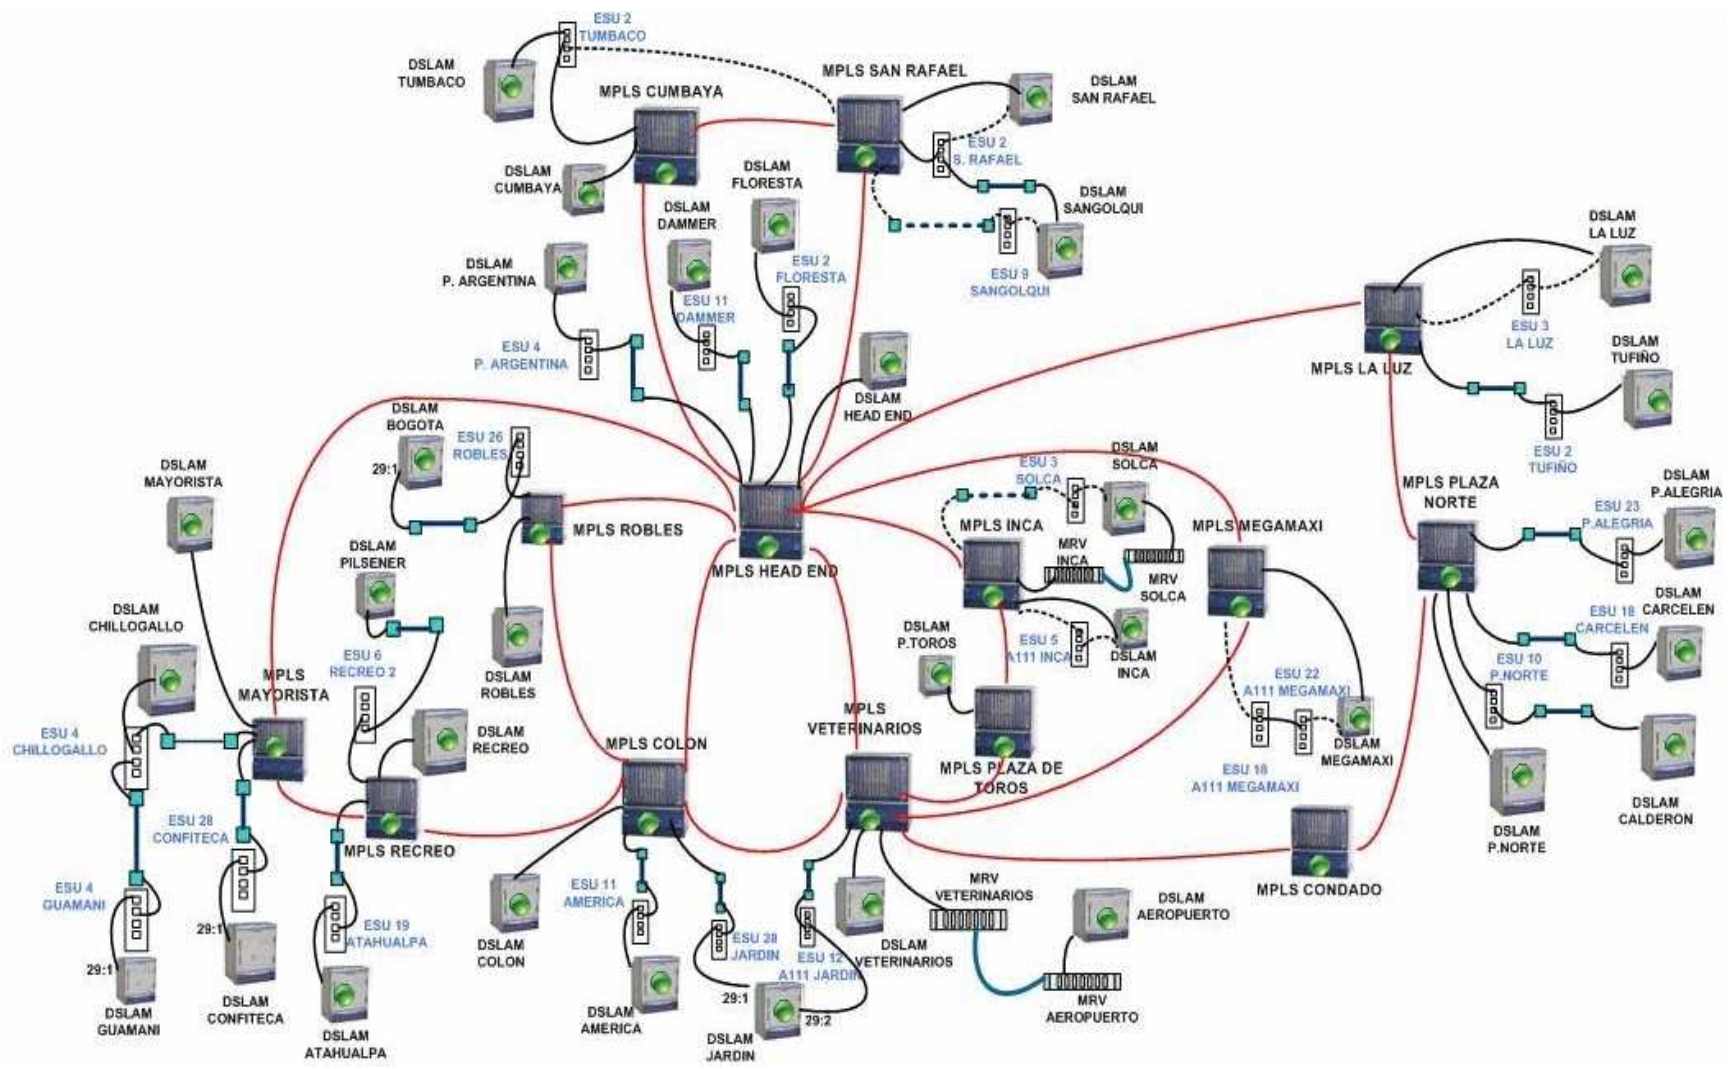 ESU 2
TUMBACO
DSLAM
TUMBACO
MPLS CUMBAYA
MPLS SAN RAFAEL
DSLAM
SAN RAFAEL
DSLAM
CUMBAYA
DSLAM
FLORESTA
ESU 2
S. RAFAEL
DSLAM
SANGOLQUI
DSLAM
DAMMER
DSLAM
P. ARGENTINA
ESU 2
FLORESTA
ESU 9
SANGOLQUI
ESU 11
DAMMER
ESU 4
P. ARGENTINA
DSLAM
HEAD END
DSLAM
LA LUZ
ESU 3
LA LUZ
MPLS LA LUZ
DSLAM
TUFIÑO
ESU 2
TUFIÑO
DSLAM
BOGOTA
29:1
ESU 26
ROBLES
DSLAM
MAYORISTA
MPLS ROBLES
MPLS HEAD END
ESU 3
SOLCA
DSLAM
SOLCA
MPLS INCA
MRV
INCA
MRV
SOLCA
MPLS MEGAMAXI
MPLS PLAZA
NORTE
DSLAM
P.ALEGRIA
ESU 23
P.ALEGRIA
DSLAM
PILSENER
DSLAM
CHILLOGALLO
ESU 6
RECREO 2
DSLAM
ROBLES
DSLAM
P.TOROS
ESU 5
A111 INCA
DSLAM
INCA
DSLAM
CARCELEN
ESU 18
CARCELEN
ESU 10
P.NORTE
MPLS
MAYORISTA
ESU 4
CHILLOGALLO
DSLAM
RECREO
MPLS COLON
MPLS
VETERINARIOS
MPLS PLAZA DE
TOROS
ESU 22
A111 MEGAMAXI
DSLAM
MEGAMAXI
ESU 18
A111 MEGAMAXI
DSLAM
CALDERON
DSLAM
P.NORTE
ESU 28
CONFITECA
MPLS RECREO
MPLS CONDADO
ESU 4
GUAMANI
29:1
29:1
ESU 19
ATAHUALPA
DSLAM
COLON
ESU 11
AMERICA
ESU 28
JARDIN
ESU 12
A111 JARDIN
DSLAM
VETERINARIOS
MRV
VETERINARIOS
DSLAM
AEROPUERTO
MRV
AEROPUERTO
DSLAM
GUAMANI
DSLAM
CONFITECA
DSLAM
ATAHUALPA
DSLAM
AMERICA
29:1
29:2
DSLAM
JARDIN